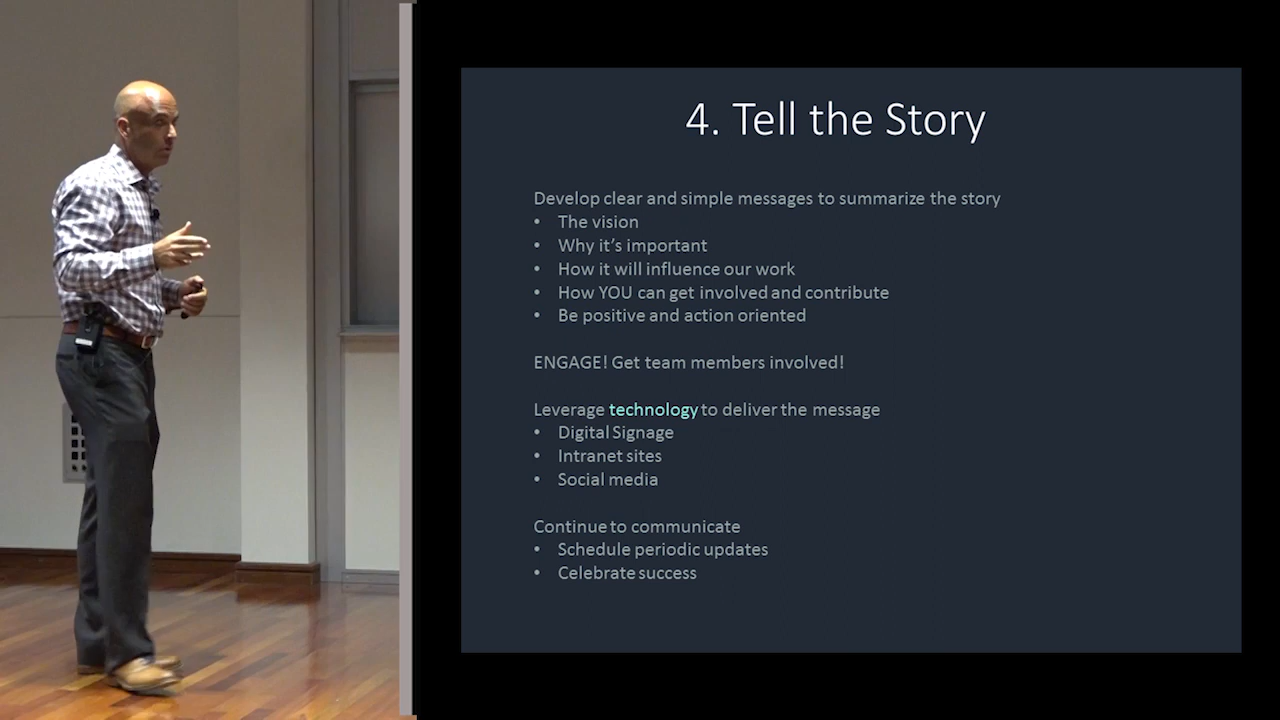 4. Tell the Story
Develop clear and simple messages to summarize the story
• The vision
• Why it's important
• How it will influence our work
• How YOU can get involved and contribute
• Be positive and action oriented
ENGAGE! Get team members involved!
Leverage technology to deliver the message
• Digital Signage
• Intranet sites
• Social media
Continue to communicate
• Schedule periodic updates
• Celebrate success